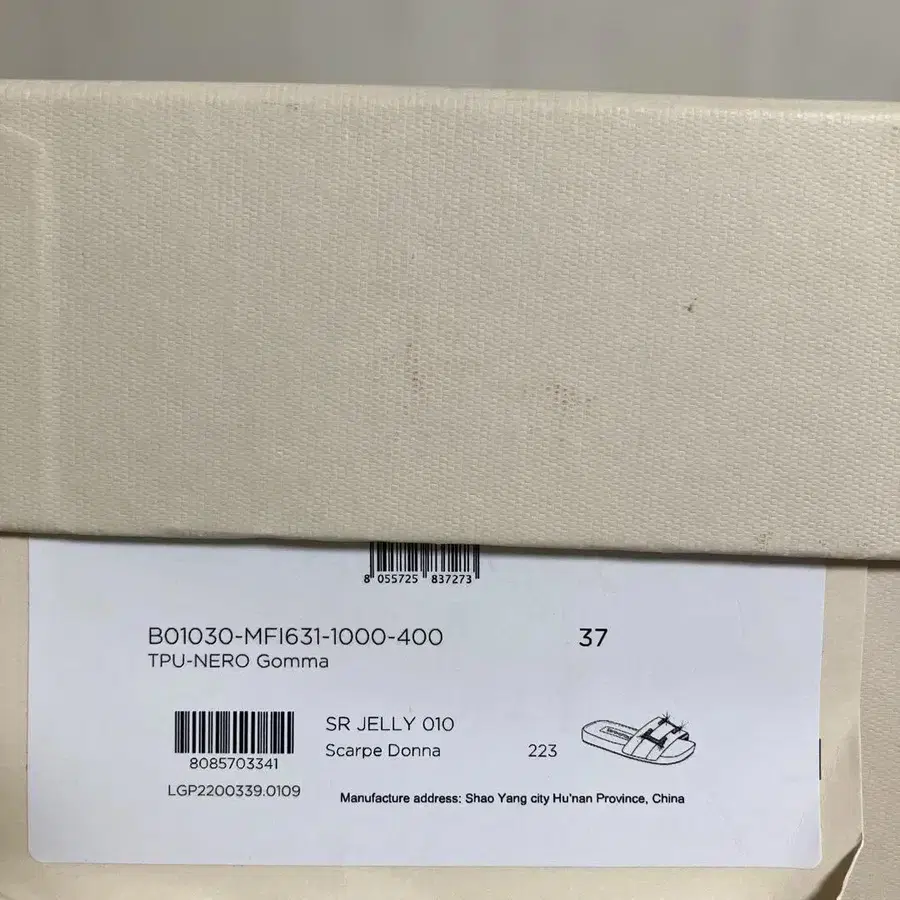 8 055725 837273
B01030-MFI631-1000-400
37
TPU-NERO Gomma
SR JELLY 010
Scarpe Donna
223
8085703341
LGP2200339.0109
Manufacture address: Shao Yang city Hu'nan Province, China